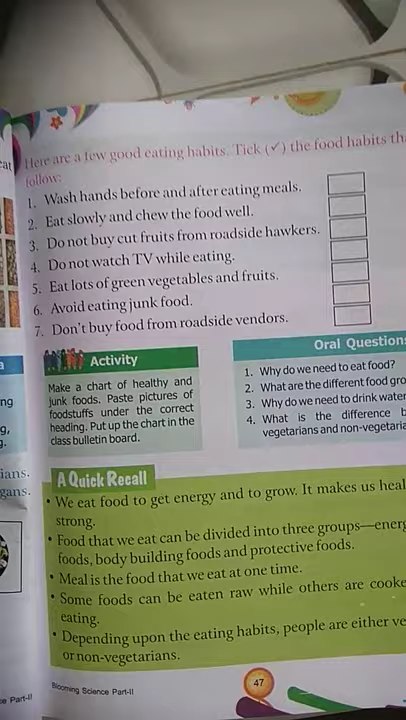 Here are a few good eating habits. Tick (✓) the food habits
follow:
1. Wash hands before and after eating meals.
2. Eat slowly and chew the food well.
3. Do not buy cut fruits from roadside hawkers.
4. Do not watch TV while eating.
5. Eat lots of green vegetables and fruits.
6. Avoid eating junk food.
7. Don't buy food from roadside vendors.
Activity
Make a chart of healthy and
junk foods. Paste pictures of
foodstuffs under the correct
heading. Put up the chart in the
class bulletin board.
Oral Questions
1. Why do we need to eat food?
2. What are the different food
3. Why do we need to drink water
4. What is the difference
vegetarians and
A Quick Recall
• We eat food to get energy and to grow. It makes us
strong.
• Food that we eat can be divided into three groups—
foods, body building foods and protective foods.
• Meal is the food that we eat at one time.
• Some foods can be eaten raw while others are
eating.
• Depending upon the eating habits, people are either
or non-vegetarians.
Blooming Science Part-II
47